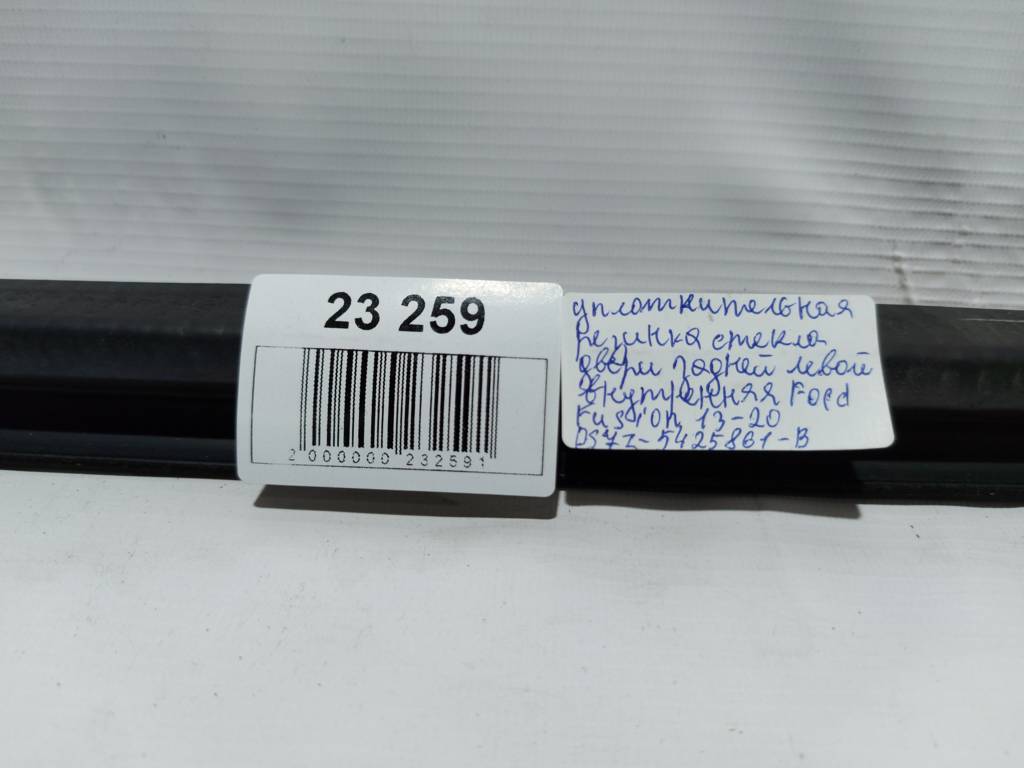 23 259
2 000000 232591
уплотнительная
резинка стекла
двери задней левой
внутренняя Ford
Fusion 13-20
DS7Z-5425861-B